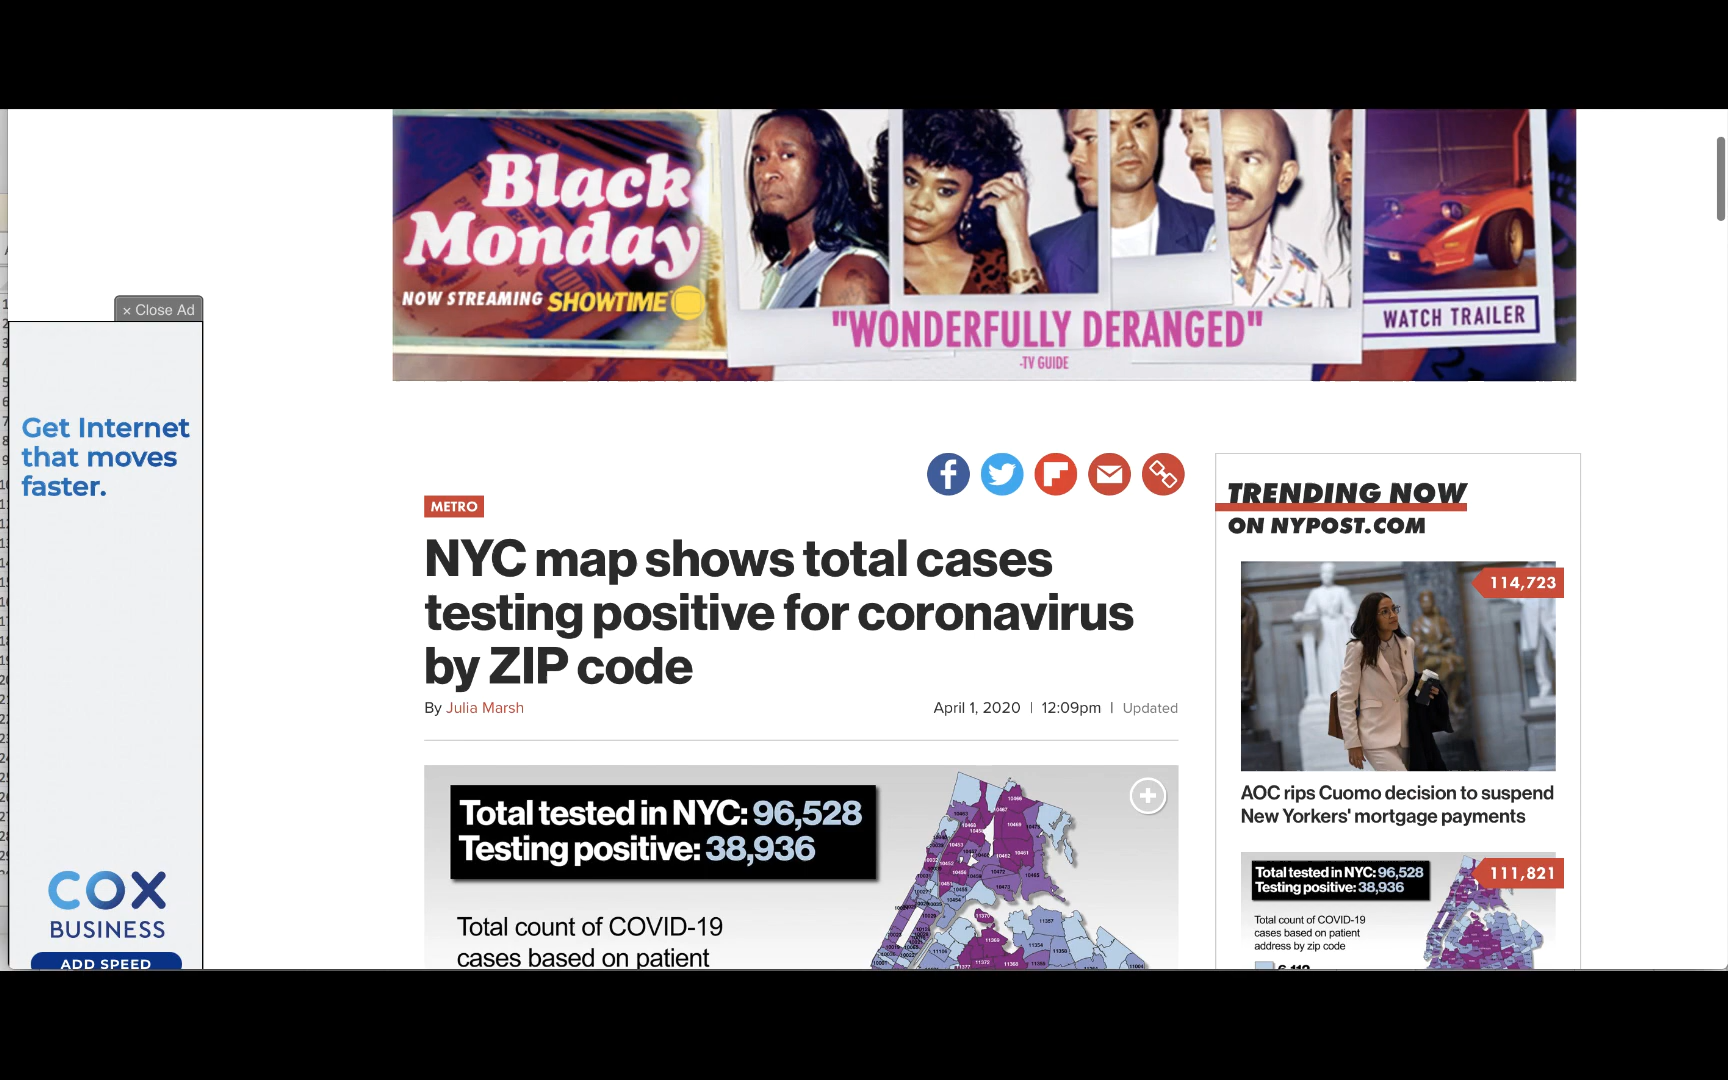 Black
Monday
NOW STREAMING SHOWTIME
"WONDERFULLY DERANGED"
-TV GUIDE
WATCH TRAILER
× Close Ad
Get Internet
that moves
faster.
COX
BUSINESS
ADD SPEED
METRO
NYC map shows total cases
testing positive for coronavirus
by ZIP code
By Julia Marsh
April 1, 2020 | 12:09pm | Updated
Total tested in NYC: 96,528
Testing positive: 38,936
Total count of COVID-19
cases based on patient
TRENDING NOW
ON NYPOST.COM
114,723
AOC rips Cuomo decision to suspend
New Yorkers' mortgage payments
111,821
Total tested in NYC: 96,528
Testing positive: 38,936
Total count of COVID-19
cases based on patient
address by zip code